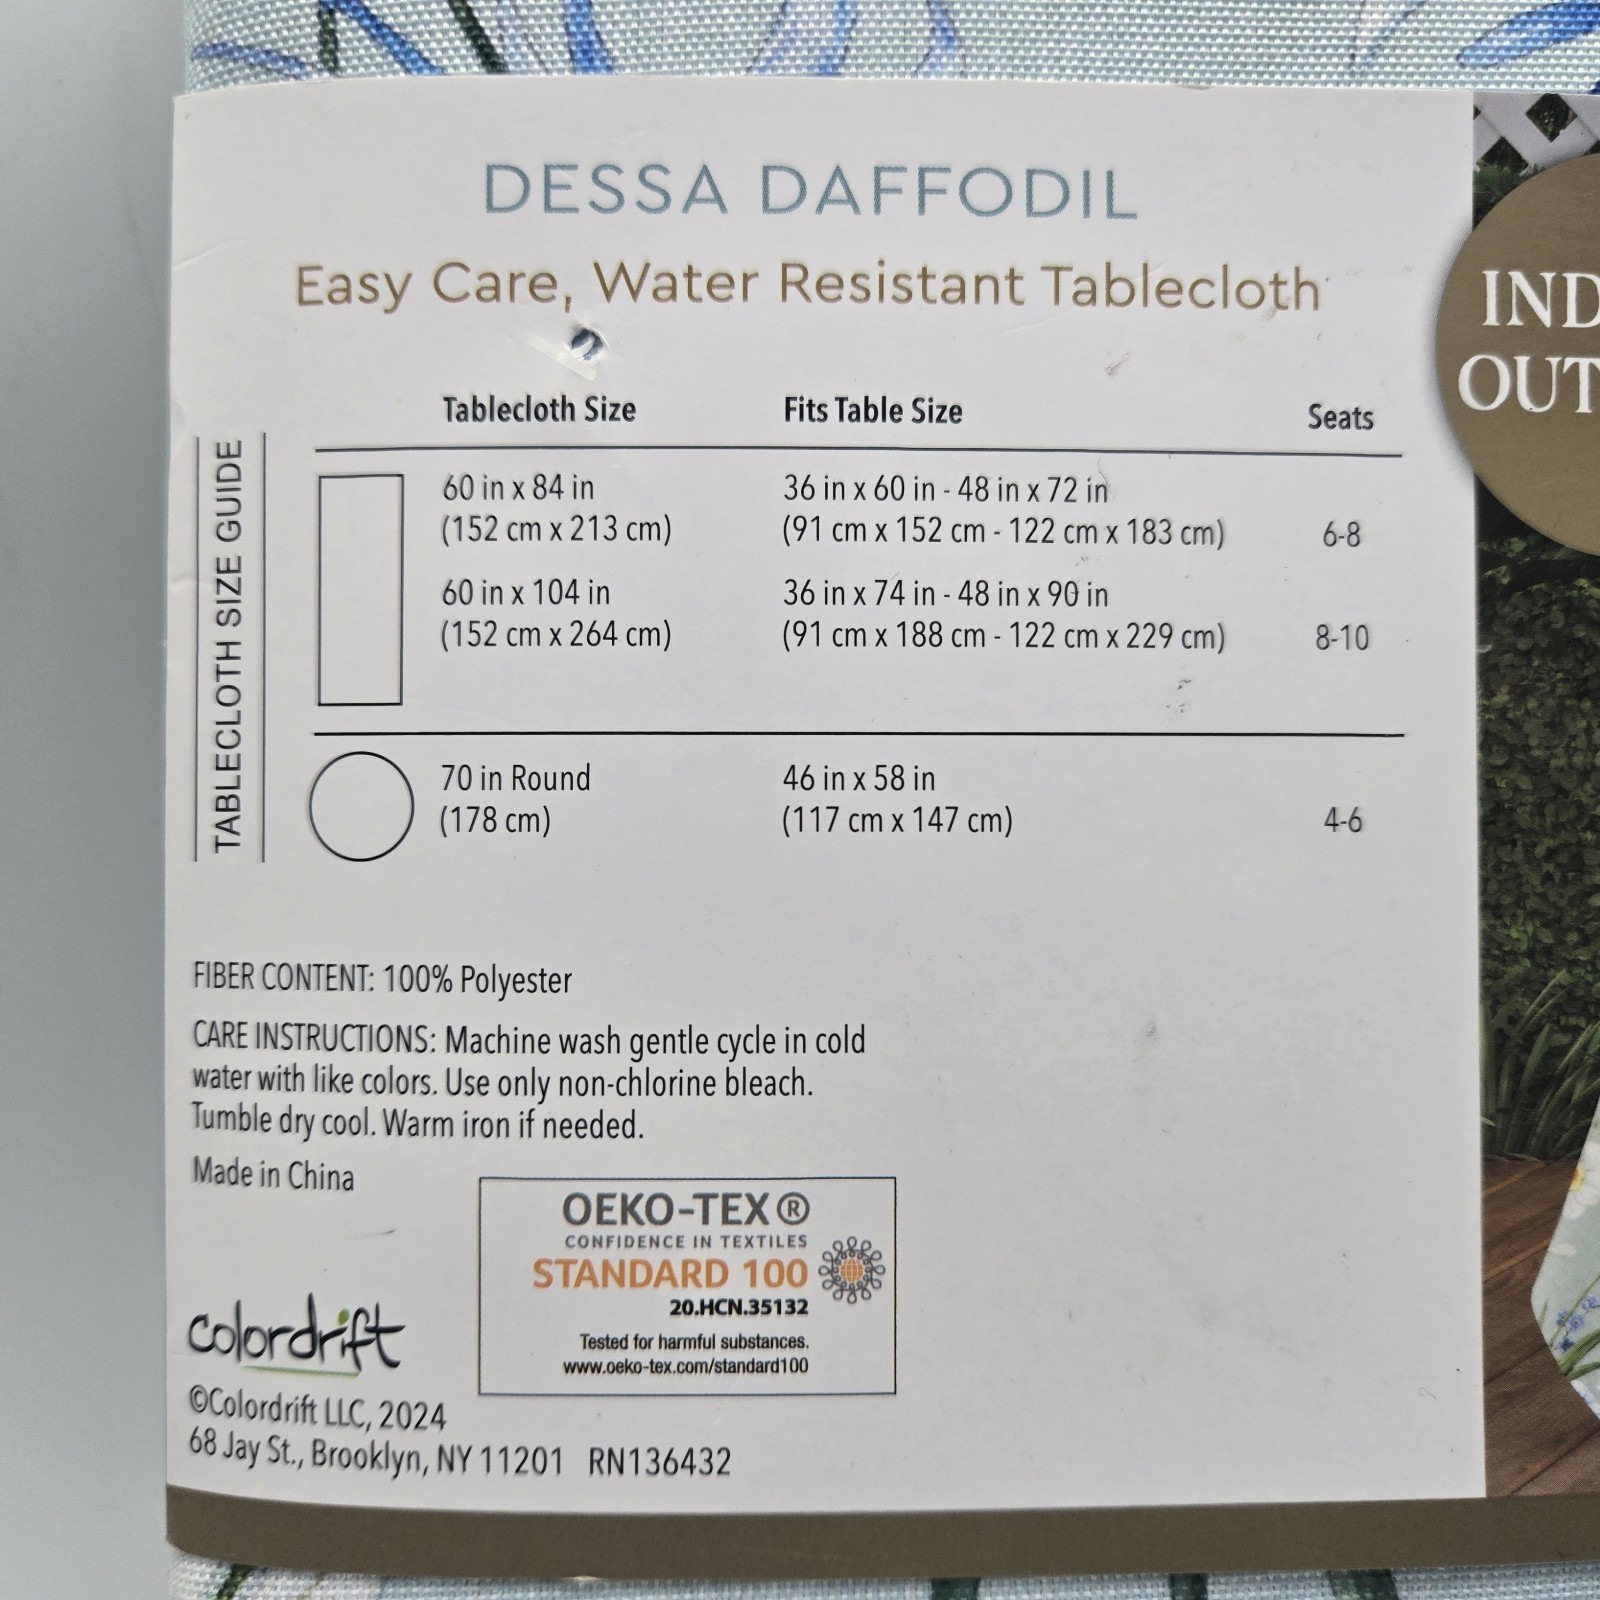 DESSA DAFFODIL
Easy Care, Water Resistant Tablecloth
IND
OUT
TABLECLOTH SIZE GUIDE
Tablecloth Size Fits Table Size Seats
60 in x 84 in 36 in x 60 in - 48 in x 72 in
(152 cm x 213 cm) (91 cm x 152 cm - 122 cm x 183 cm) 6-8
60 in x 104 in 36 in x 74 in - 48 in x 90 in
(152 cm x 264 cm) (91 cm x 188 cm - 122 cm x 229 cm) 8-10
70 in Round 46 in x 58 in
(178 cm) (117 cm x 147 cm) 4-6
FIBER CONTENT: 100% Polyester
CARE INSTRUCTIONS: Machine wash gentle cycle in cold
water with like colors. Use only non-chlorine bleach.
Tumble dry cool. Warm iron if needed.
Made in China
OEKO-TEX®
CONFIDENCE IN TEXTILES
STANDARD 100
20.HCN.35132
Tested for harmful substances.
www.oeko-tex.com/standard100
colordrift
©Colordrift LLC, 2024
68 Jay St., Brooklyn, NY 11201 RN136432